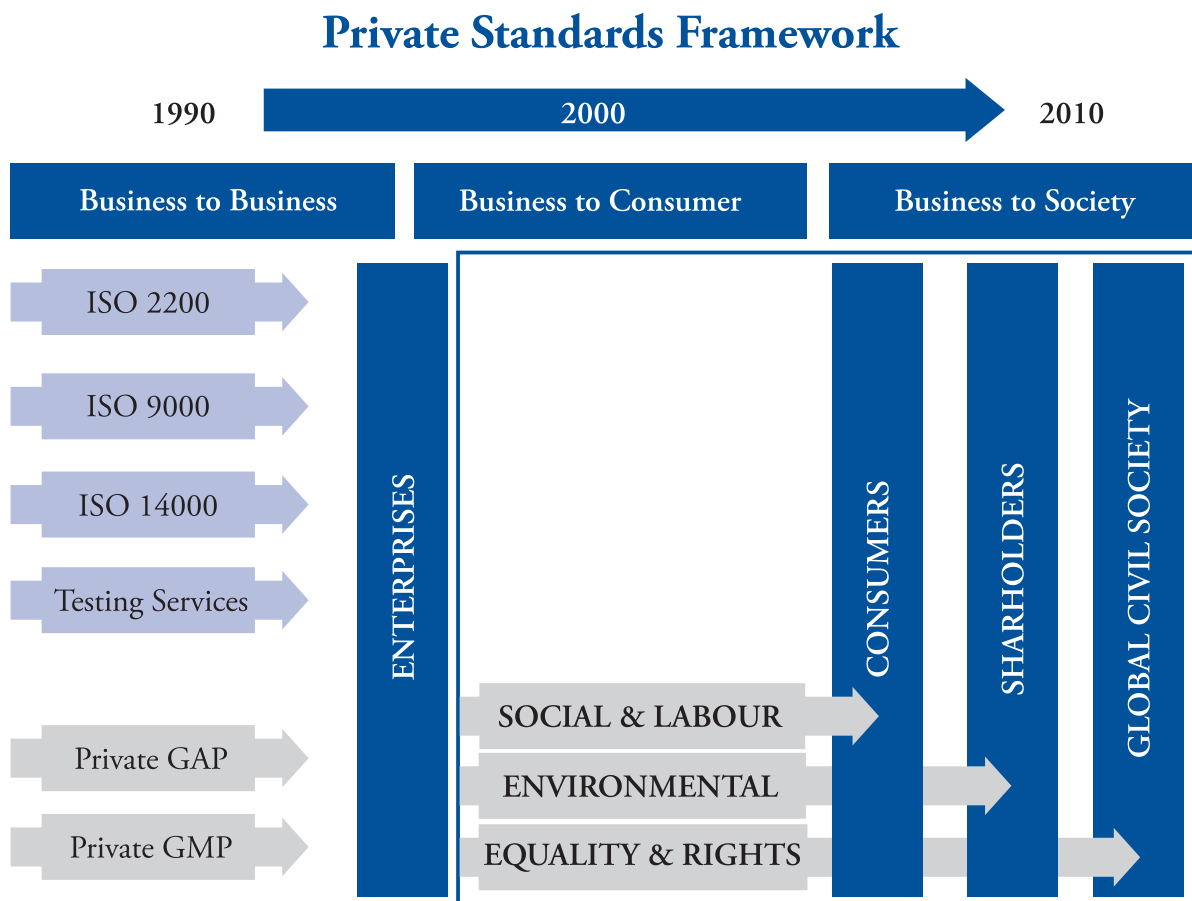 Private Standards Framework
1990
2000
2010
Business to Business
Business to Consumer
Business to Society
ISO 2200
ISO 9000
ISO 14000
Testing Services
Private GAP
Private GMP
ENTERPRISES
SOCIAL & LABOUR
ENVIRONMENTAL
EQUALITY & RIGHTS
CONSUMERS
SHARHOLDERS
GLOBAL CIVIL SOCIETY